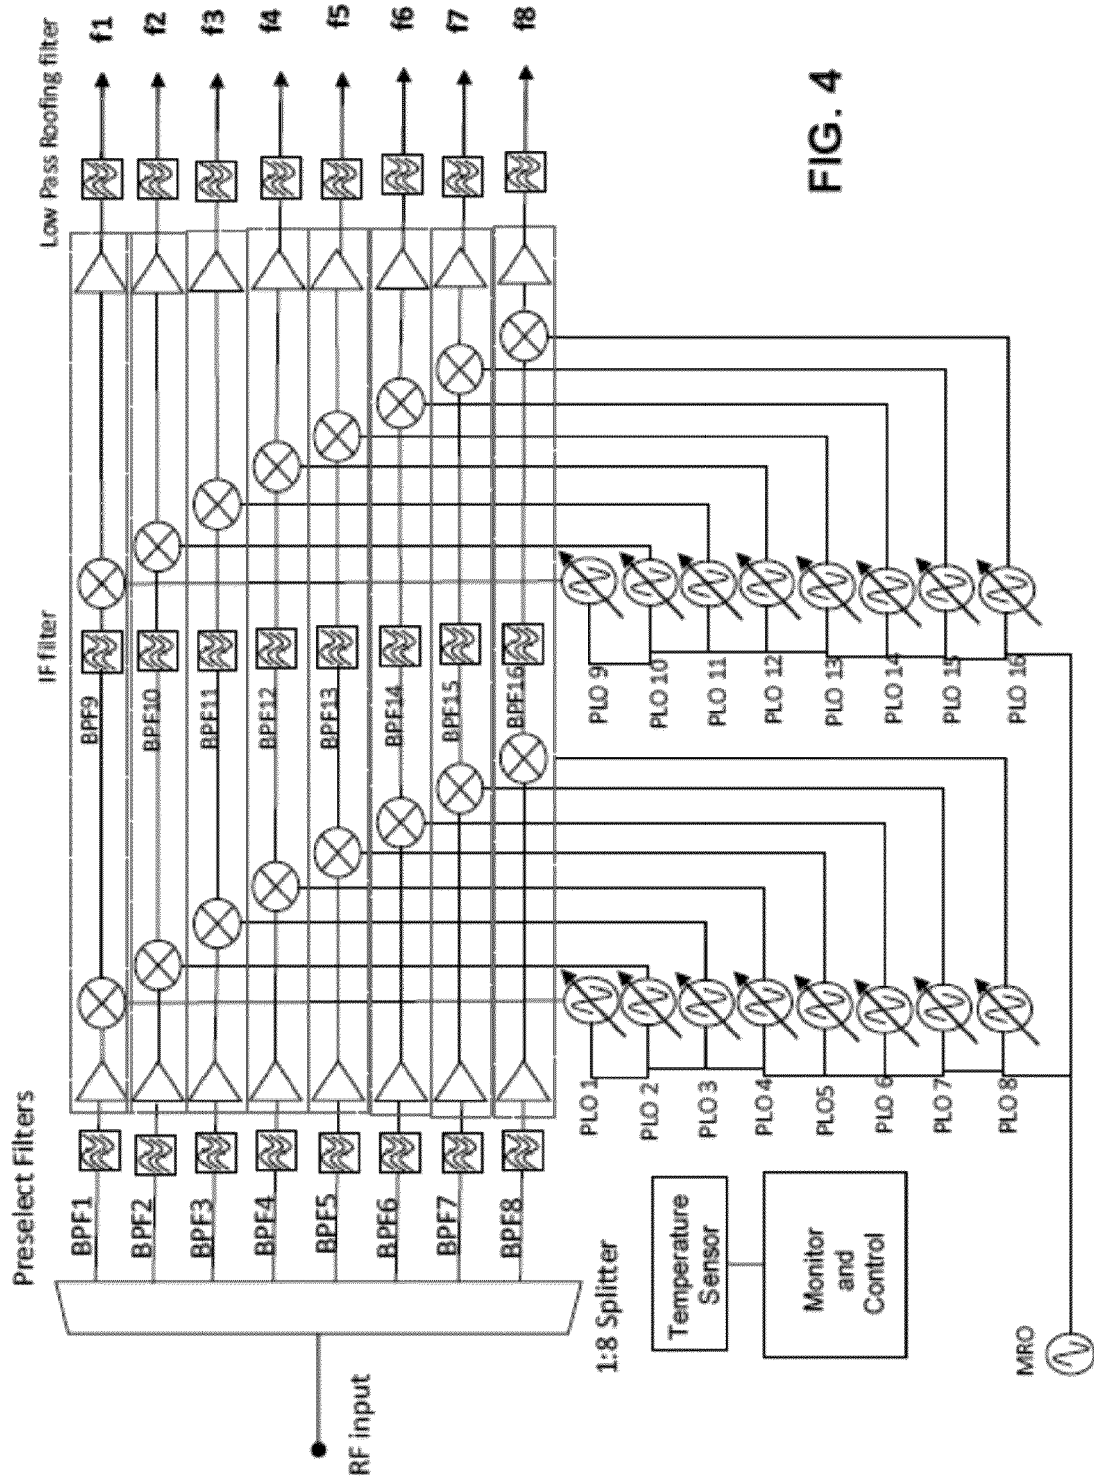 RF input
1:8 Splitter
Preselect Filters
BPF1
BPF2
BPF3
BPF4
BPF5
BPF6
BPF7
BPF8
IF filter
BPF9
BPF10
BPF11
BPF12
BPF13
BPF14
BPF15
BPF16
Low Pass Roofing filter
f1
f2
f3
f4
f5
f6
f7
f8
PLO 1
PLO 2
PLO 3
PLO 4
PLO5
PLO 6
PLO 7
PLO 8
PLO 9
PLO 10
PLO 11
PLO 12
PLO 13
PLO 14
PLO 15
PLO 16
Temperature
Sensor
Monitor
and
Control
MRO
FIG. 4